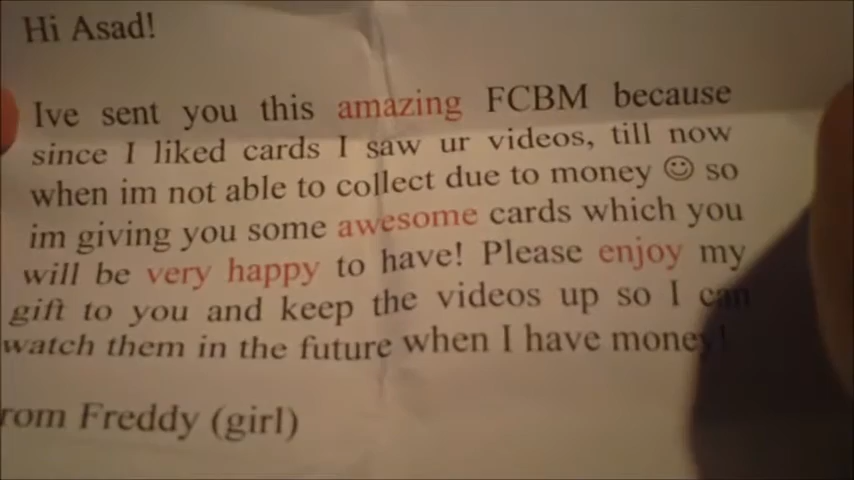 Hi Asad!
Ive sent you this amazing FCBM because
since I liked cards I saw ur videos, till now
when im not able to collect due to money ☺ so
im giving you some awesome cards which you
will be very happy to have! Please enjoy my
gift to you and keep the videos up so I can
watch them in the future when I have money!
rom Freddy (girl)